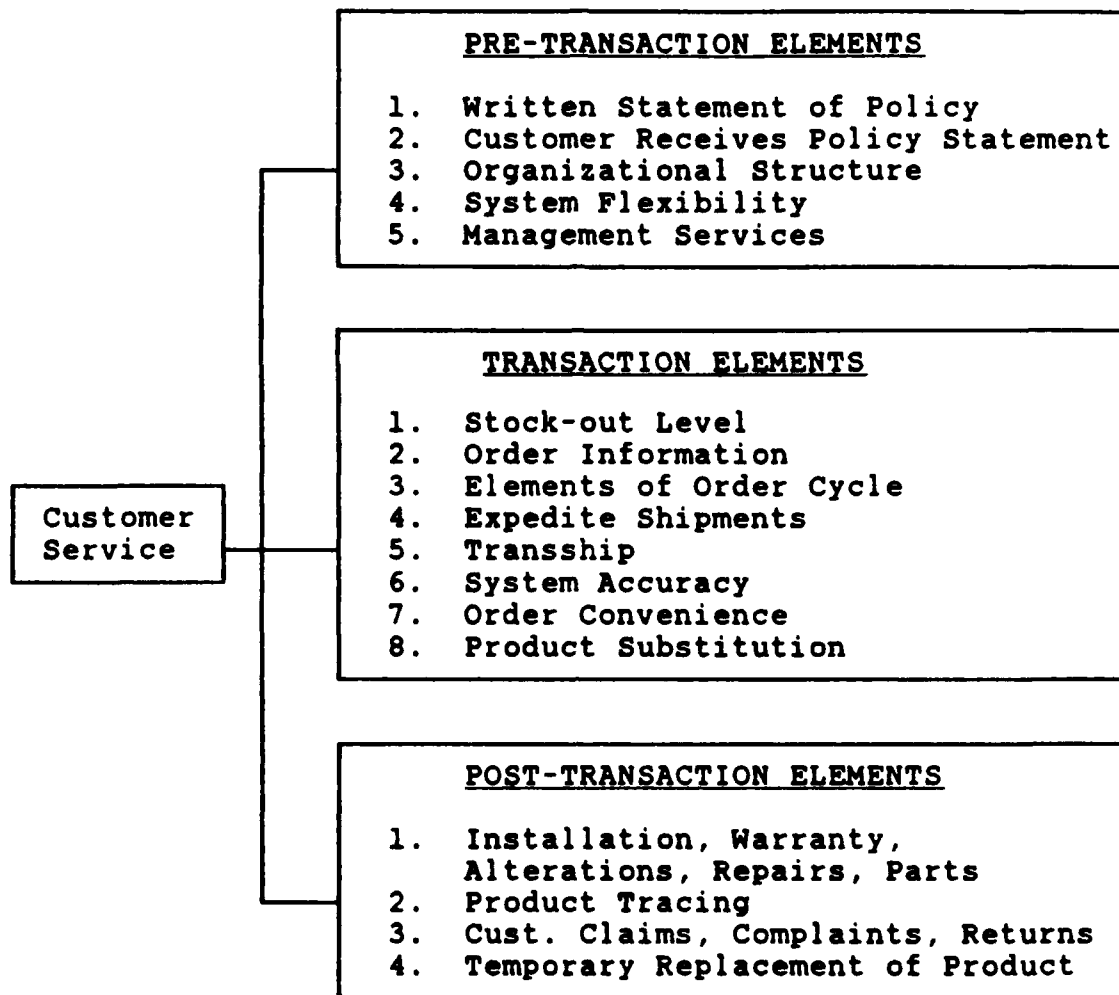 PRE-TRANSACTION ELEMENTS
1. Written Statement of Policy
2. Customer Receives Policy Statement
3. Organizational Structure
4. System Flexibility
5. Management Services
TRANSACTION ELEMENTS
1. Stock-out Level
2. Order Information
3. Elements of Order Cycle
4. Expedite Shipments
5. Transship
6. System Accuracy
7. Order Convenience
8. Product Substitution
Customer
Service
POST-TRANSACTION ELEMENTS
1. Installation, Warranty,
Alterations, Repairs, Parts
2. Product Tracing
3. Cust. Claims, Complaints, Returns
4. Temporary Replacement of Product